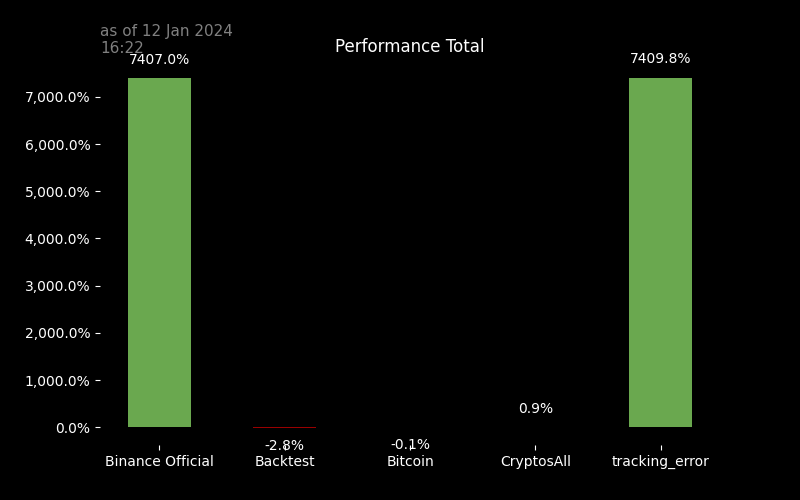 as of 12 Jan 2024
16:22
Performance Total
7407.0%
7409.8%
7,000.0%
6,000.0%
5,000.0%
4,000.0%
3,000.0%
2,000.0%
1,000.0%
0.9%
0.0%
-2.8%
-0.1%
Binance Official
Backtest
Bitcoin
CryptosAll
tracking_error